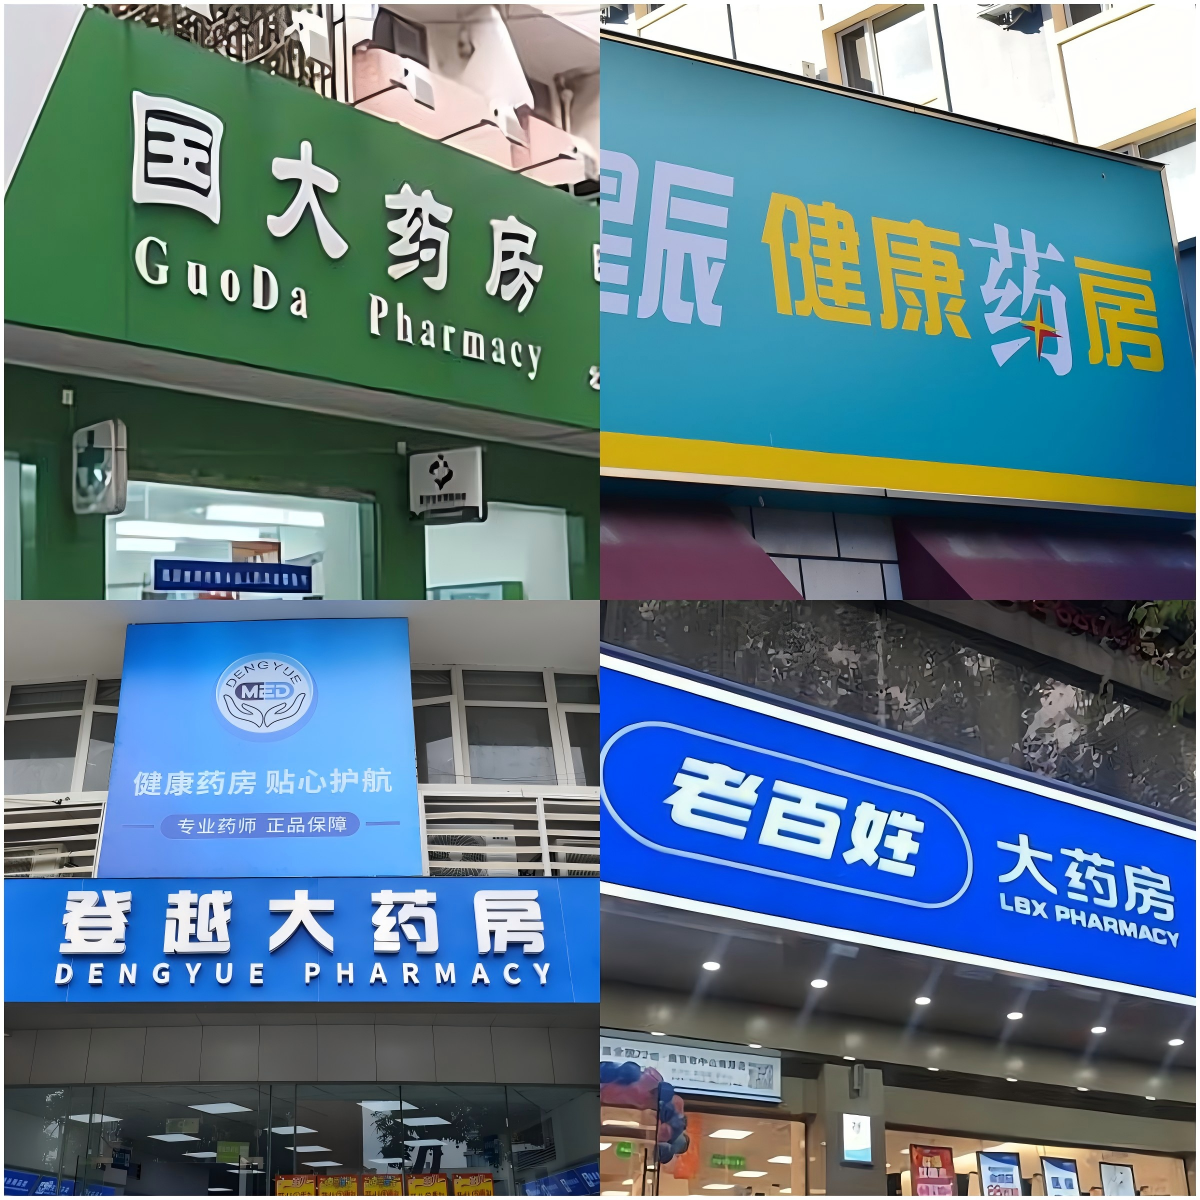 国大药房
GuoDa Pharmacy
辰 健康药房
DENGYUE
MED
健康药房 贴心护航
专业药师 正品保障
登越大药房
DENGYUE PHARMACY
老百姓
大药房
LBX PHARMACY